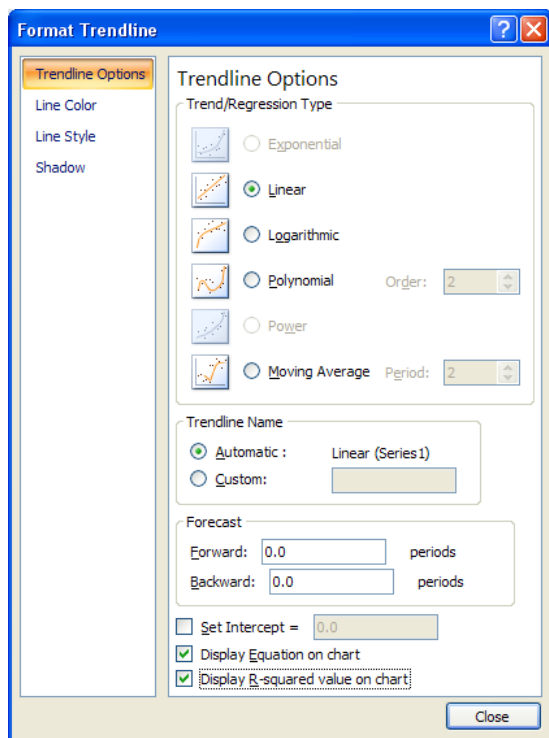 Format Trendline
Trendline Options
Line Color
Line Style
Shadow
Trendline Options
Trend/Regression Type
Exponential
Linear
Logarithmic
Polynomial Order: 2
Power
Moving Average Period: 2
Trendline Name
Automatic : Linear (Series1)
Custom:
Forecast
Forward: 0.0 periods
Backward: 0.0 periods
Set Intercept = 0.0
Display Equation on chart
Display R-squared value on chart
Close